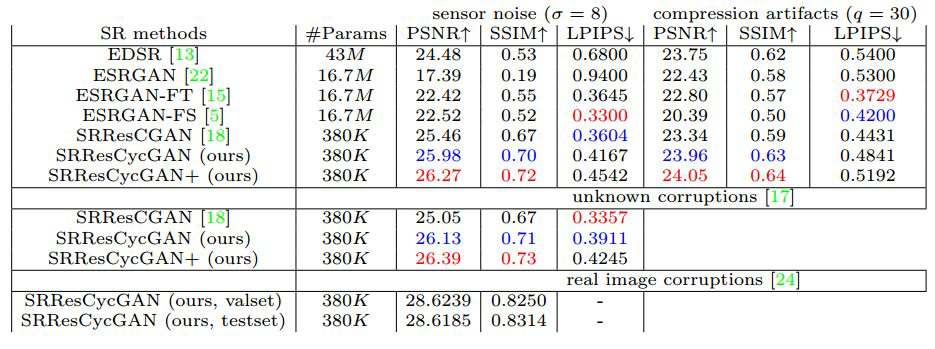 sensor noise (σ = 8) compression artifacts (q = 30)
SR methods #Params PSNR↑ SSIM↑ LPIPS↓ PSNR↑ SSIM↑ LPIPS↓
EDSR [13] 43M 24.48 0.53 0.6800 23.75 0.62 0.5400
ESRGAN [22] 16.7M 17.39 0.19 0.9400 22.43 0.58 0.5300
ESRGAN-FT [15] 16.7M 22.42 0.55 0.3645 22.80 0.57 0.3729
ESRGAN-FS [5] 16.7M 22.52 0.52 0.3300 20.39 0.50 0.4200
SRResCGAN [18] 380K 25.46 0.67 0.3604 23.34 0.59 0.4431
SRResCycGAN (ours) 380K 25.98 0.70 0.4167 23.96 0.63 0.4841
SRResCycGAN+ (ours) 380K 26.27 0.72 0.4542 24.05 0.64 0.5192
unknown corruptions [17]
SRResCGAN [18] 380K 25.05 0.67 0.3357
SRResCycGAN (ours) 380K 26.13 0.71 0.3911
SRResCycGAN+ (ours) 380K 26.39 0.73 0.4245
real image corruptions [24]
SRResCycGAN (ours, valset) 380K 28.6239 0.8250 -
SRResCycGAN (ours, testset) 380K 28.6185 0.8314 -